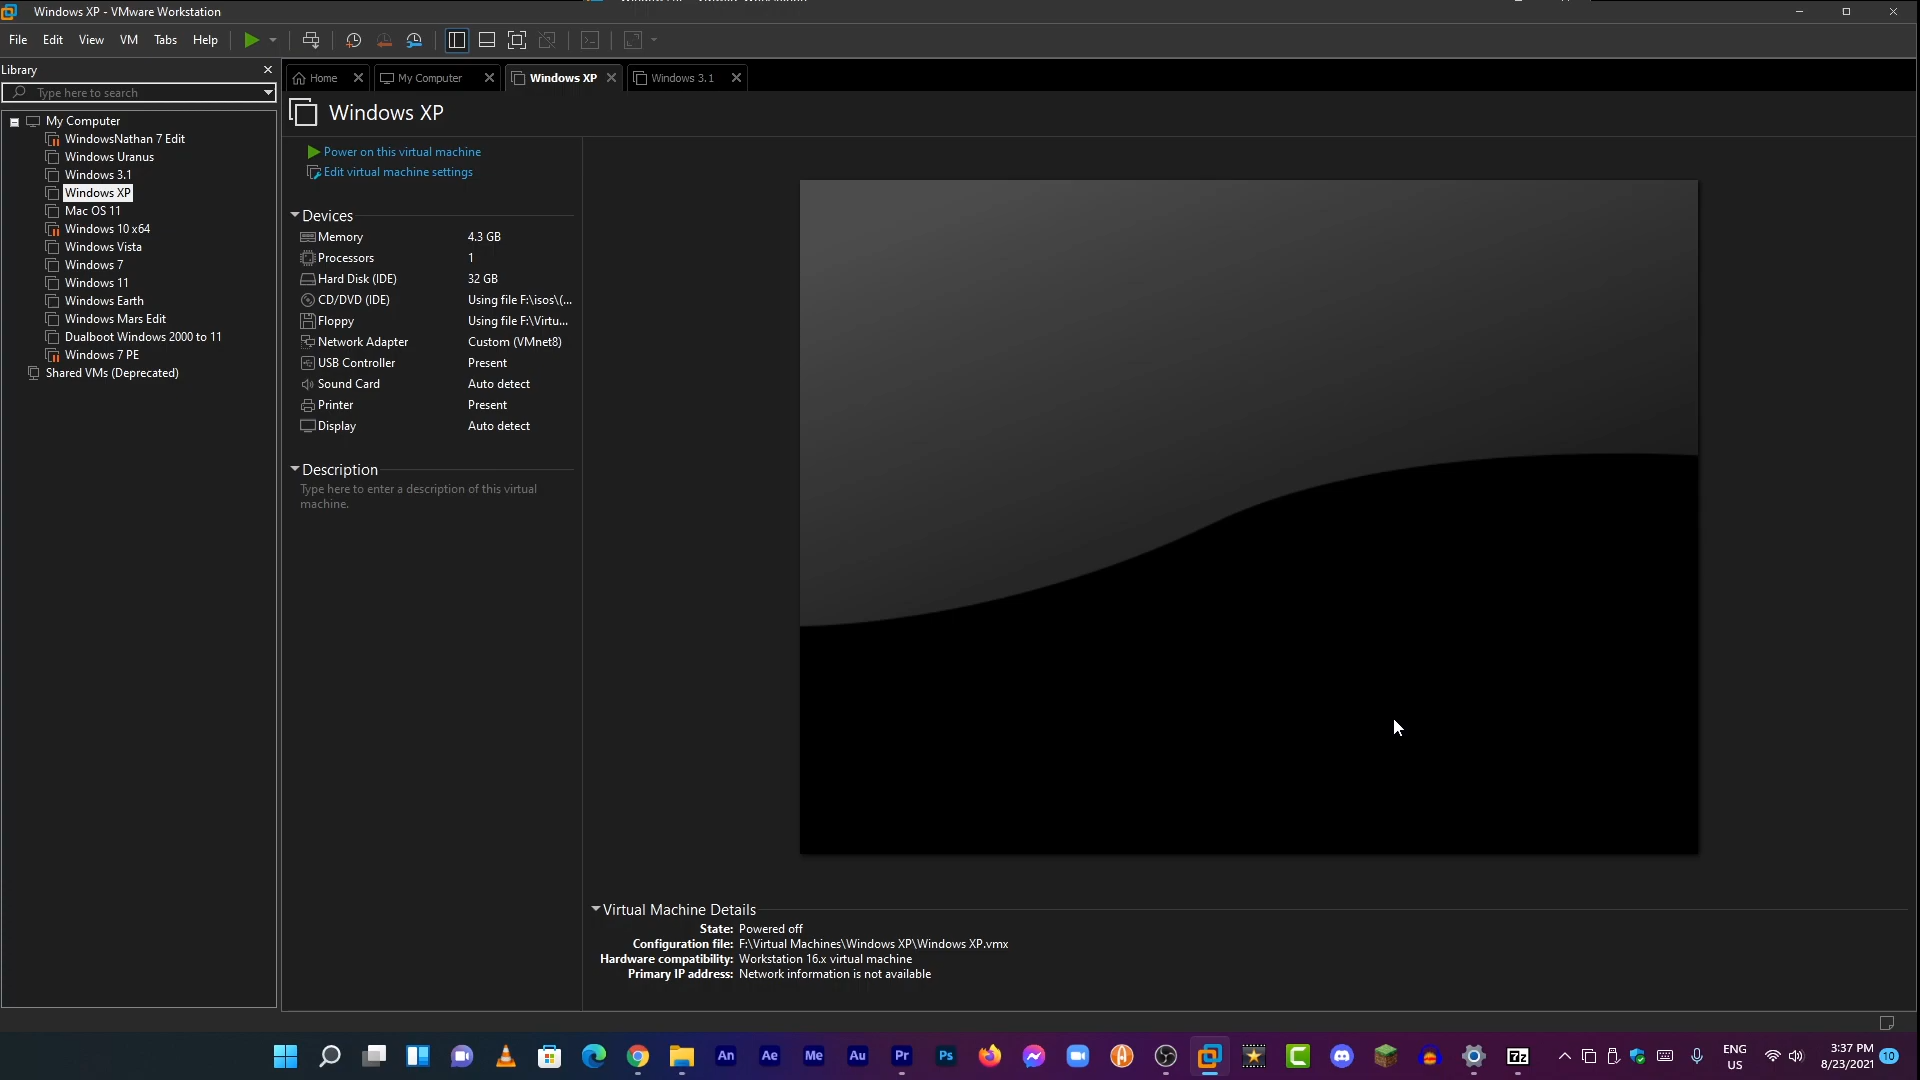 Windows XP - VMware Workstation
File Edit View VM Tabs Help
Library
Type here to search
Home
My Computer
Windows XP
Windows 3.1
Windows XP
My Computer
WindowsNathan 7 Edit
Windows Uranus
Windows 3.1
Windows XP
Mac OS 11
Windows 10 x64
Windows Vista
Windows 7
Windows 11
Windows Earth
Windows Mars Edit
Dualboot Windows 2000 to 11
Windows 7 PE
Shared VMs (Deprecated)
Power on this virtual machine
Edit virtual machine settings
Devices
Memory 4.3 GB
Processors 1
Hard Disk (IDE) 32 GB
CD/DVD (IDE) Using file F:\isos\(...
Floppy Using file F:\Virtu...
Network Adapter Custom (VMnet8)
USB Controller Present
Sound Card Auto detect
Printer Present
Display Auto detect
Description
Type here to enter a description of this virtual
machine.
Virtual Machine Details
State: Powered off
Configuration file: F:\Virtual Machines\Windows XP\Windows XP.vmx
Hardware compatibility: Workstation 16.x virtual machine
Primary IP address: Network information is not available
An Ae Me Au Pr Ps 7z
ENG
US
3:37 PM
8/23/2021
10